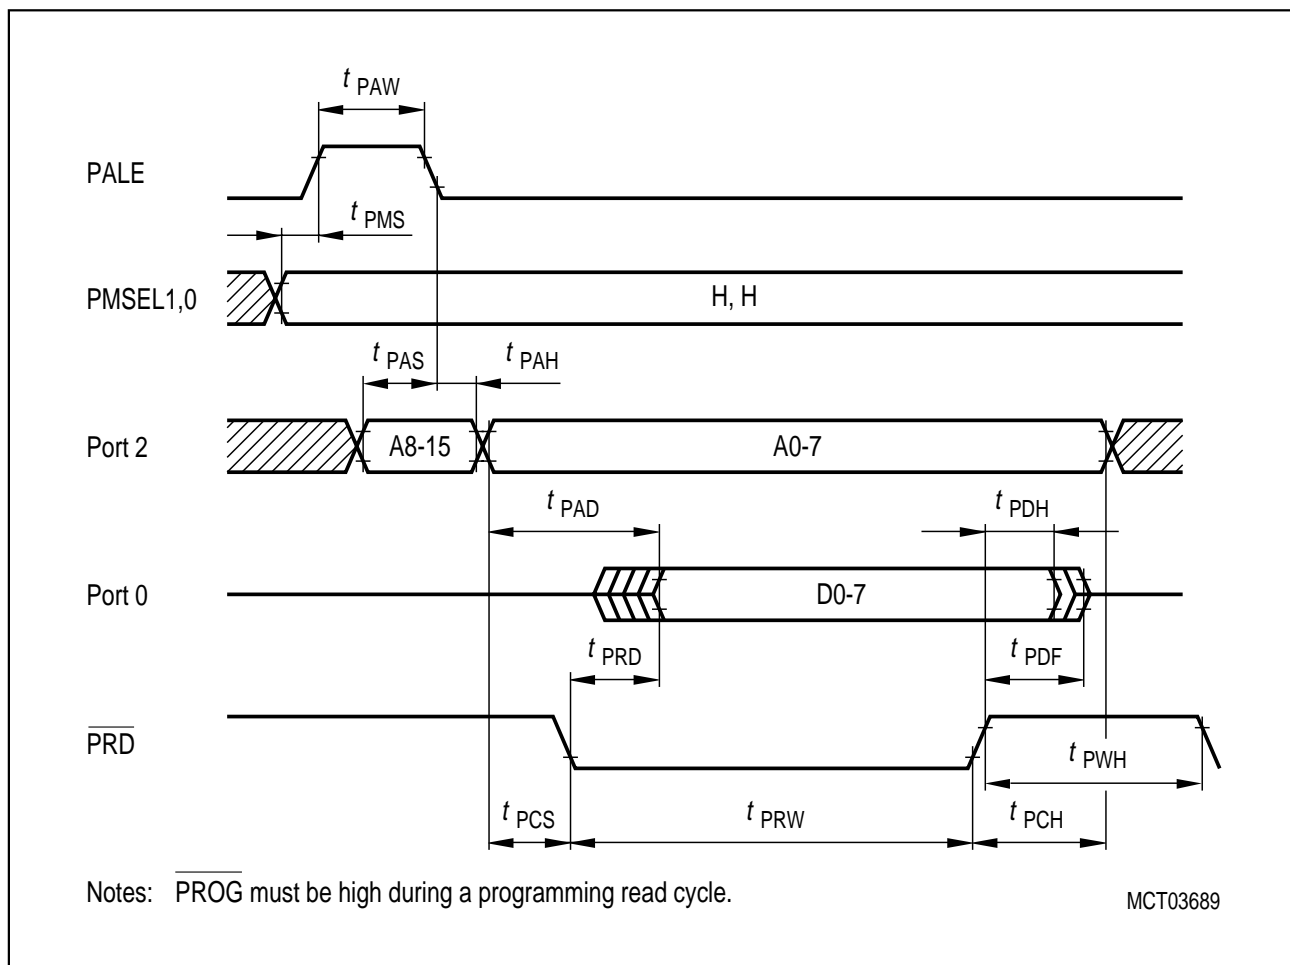 t PAW
PALE
t PMS
PMSEL1,0
H, H
t PAS
t PAH
Port 2
A8-15
A0-7
t PAD
t PDH
Port 0
D0-7
t PRD
t PDF
PRD
t PWH
t PCS
t PRW
t PCH
Notes: PROG must be high during a programming read cycle.
MCT03689